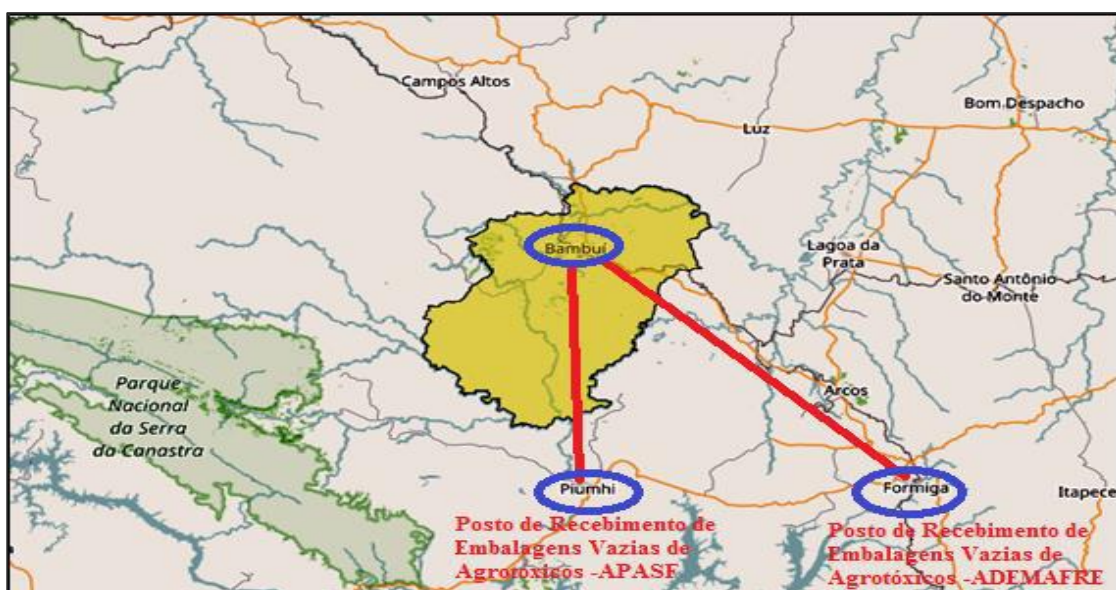 Campos Altos
Bom Despacho
Luz
Bambuí
Lagoa da
Prata
Santo Antônio
do Monte
Parque
Nacional
da Serra
da Canastra
Arcos
Piumhi
Formiga
Itapece
Posto de Recebimento de
Embalagens Vazias de
Agrotóxicos -APASF
Posto de Recebimento de
Embalagens Vazias de
Agrotóxicos -ADEMAFRE